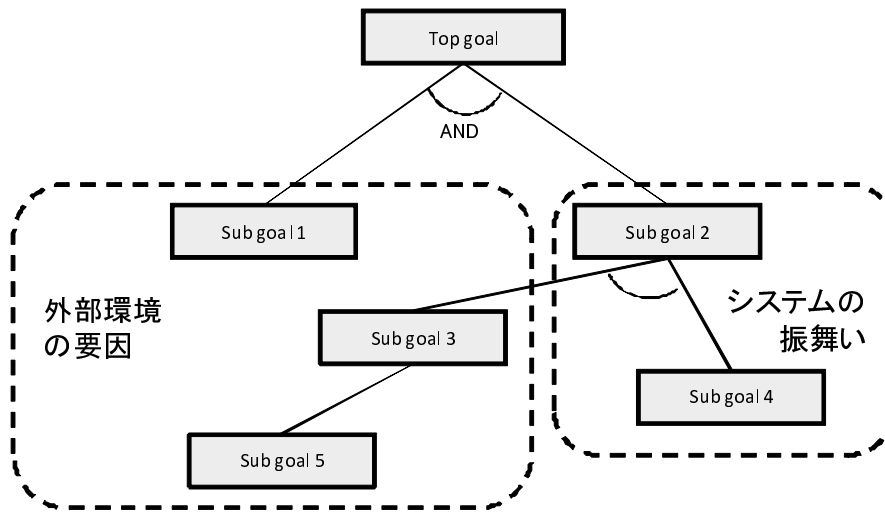 Top goal
AND
Sub goal 1
Sub goal 2
外部環境
の要因
システムの
振舞い
Sub goal 3
Sub goal 4
Sub goal 5